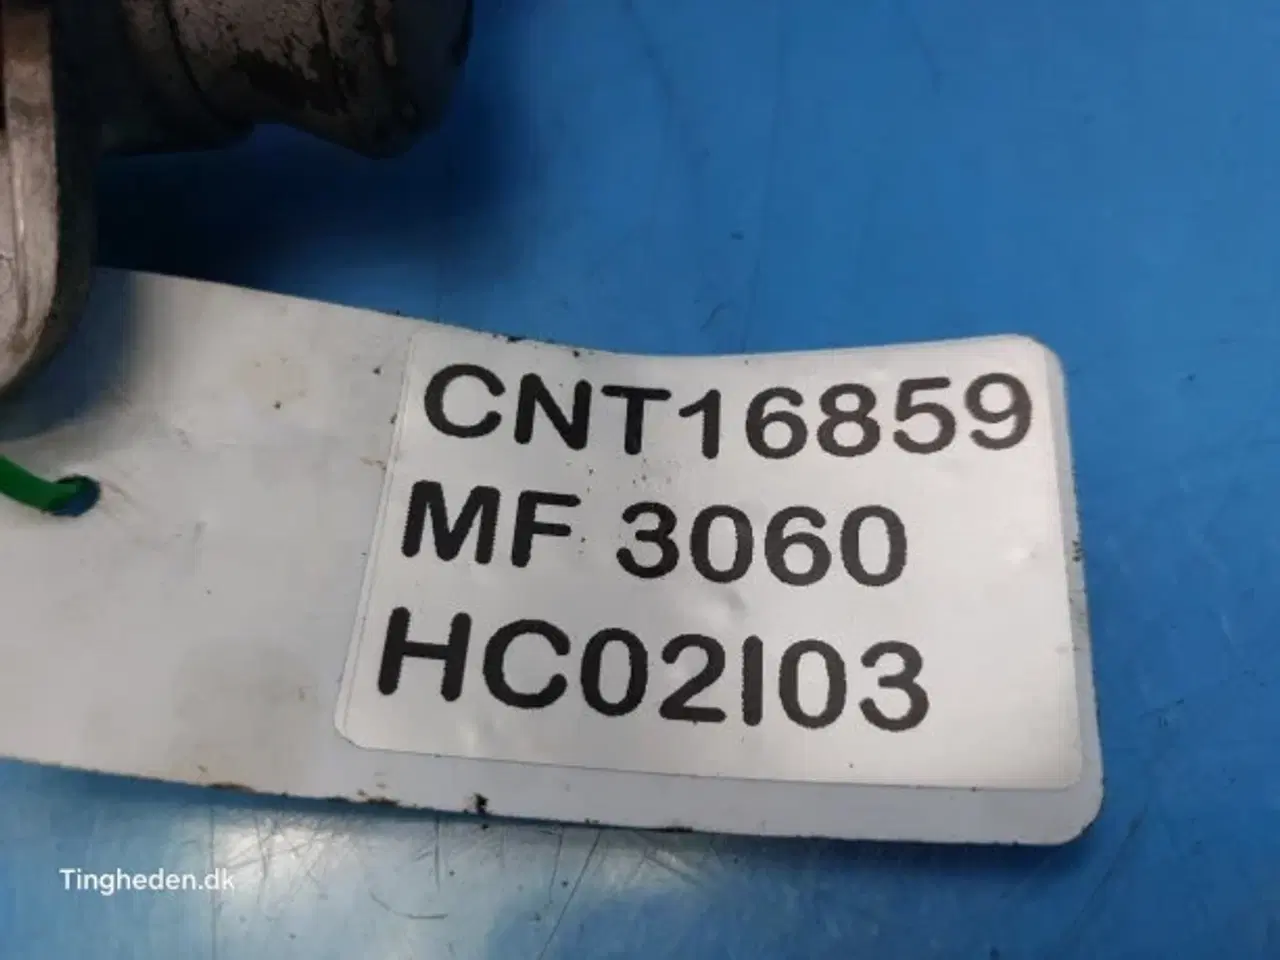 CNT16859
MF 3060
HC02I03
Tingheden.dk